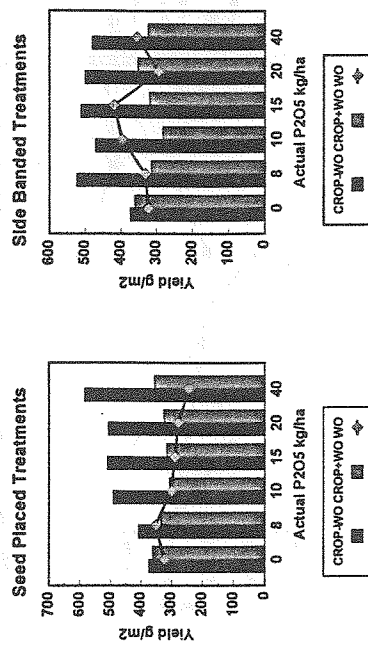 Seed Placed Treatments
Yield g/m2
700
600
500
400
300
200
100
0
0 8 10 15 20 40
Actual P2O5 kg/ha
CROP-WO CROP+WO WO
Side Banded Treatments
Yield g/m2
600
500
400
300
200
100
0
0 8 10 15 20 40
Actual P2O5 kg/ha
CROP-WO CROP+WO WO